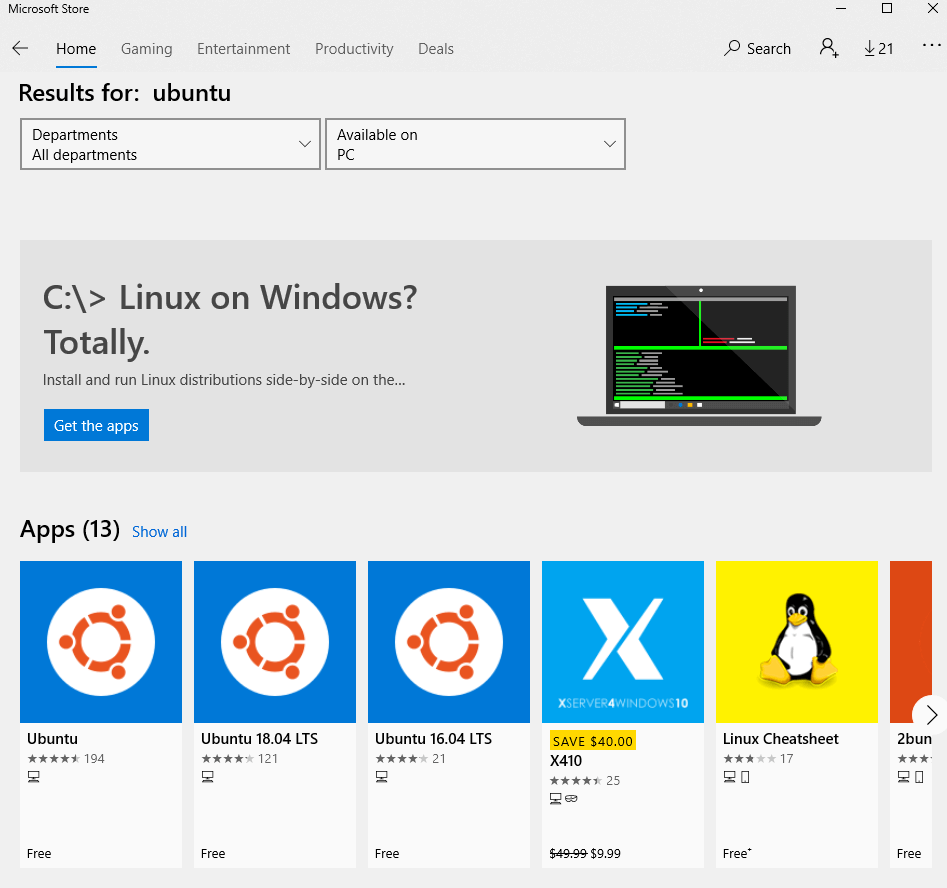 Microsoft Store
Home Gaming Entertainment Productivity Deals Search 21
Results for: ubuntu
Departments
All departments
Available on
PC
C:\> Linux on Windows?
Totally.
Install and run Linux distributions side-by-side on the...
Get the apps
Apps (13) Show all
Ubuntu
194
Free
Ubuntu 18.04 LTS
121
Free
Ubuntu 16.04 LTS
21
Free
XSERVER4WINDOWS10
SAVE $40.00
X410
25
$49.99 $9.99
Linux Cheatsheet
17
Free+
2bun
Free